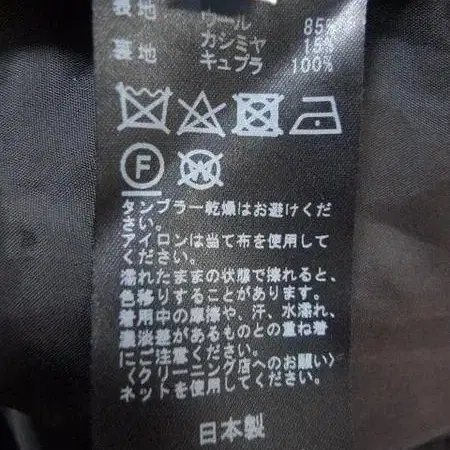 表地 ウール 85%
カシミヤ 15%
裏地 キュプラ 100%
F W
タンブラー乾燥はお避けくだ
さい。
アイロンは当て布を使用して
ください。
濡れたままの状態で擦れると、
色移りすることがあります。
着用中の摩擦や、汗、水濡れ、
濃淡差があるものとの重ね着
にご注意ください。
〈クリーニング店へのお願い〉
ネットを使用してください。
日本製